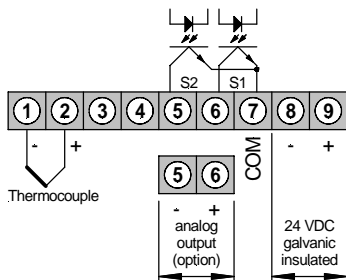 S2 S1
1 2 3 4 5 6 7 8 9
- +
Thermocouple
5 6
- +
analog
output
(option)
COM
- +
24 VDC
galvanic
insulated